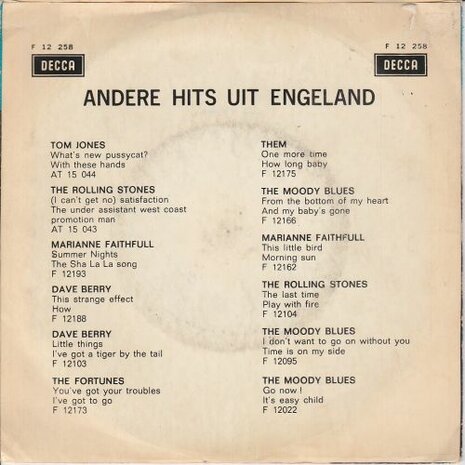 F 12 258
F 12 258
DECCA
DECCA
ANDERE HITS UIT ENGELAND
TOM JONES
What's new pussycat?
With these hands
AT 15 044
THE ROLLING STONES
(I can't get no) satisfaction
The under assistant west coast
promotion man
AT 15 043
MARIANNE FAITHFULL
Summer Nights
The Sha La La song
F 12193
DAVE BERRY
This strange effect
How
F 12188
DAVE BERRY
Little things
I've got a tiger by the tail
F 12103
THE FORTUNES
You've got your troubles
I've got to go
F 12173
THEM
One more time
How long baby
F 12175
THE MOODY BLUES
From the bottom of my heart
And my baby's gone
F 12166
MARIANNE FAITHFULL
This little bird
Morning sun
F 12162
THE ROLLING STONES
The last time
Play with fire
F 12104
THE MOODY BLUES
I don't want to go on without you
Time is on my side
F 12095
THE MOODY BLUES
Go now !
It's easy child
F 12022